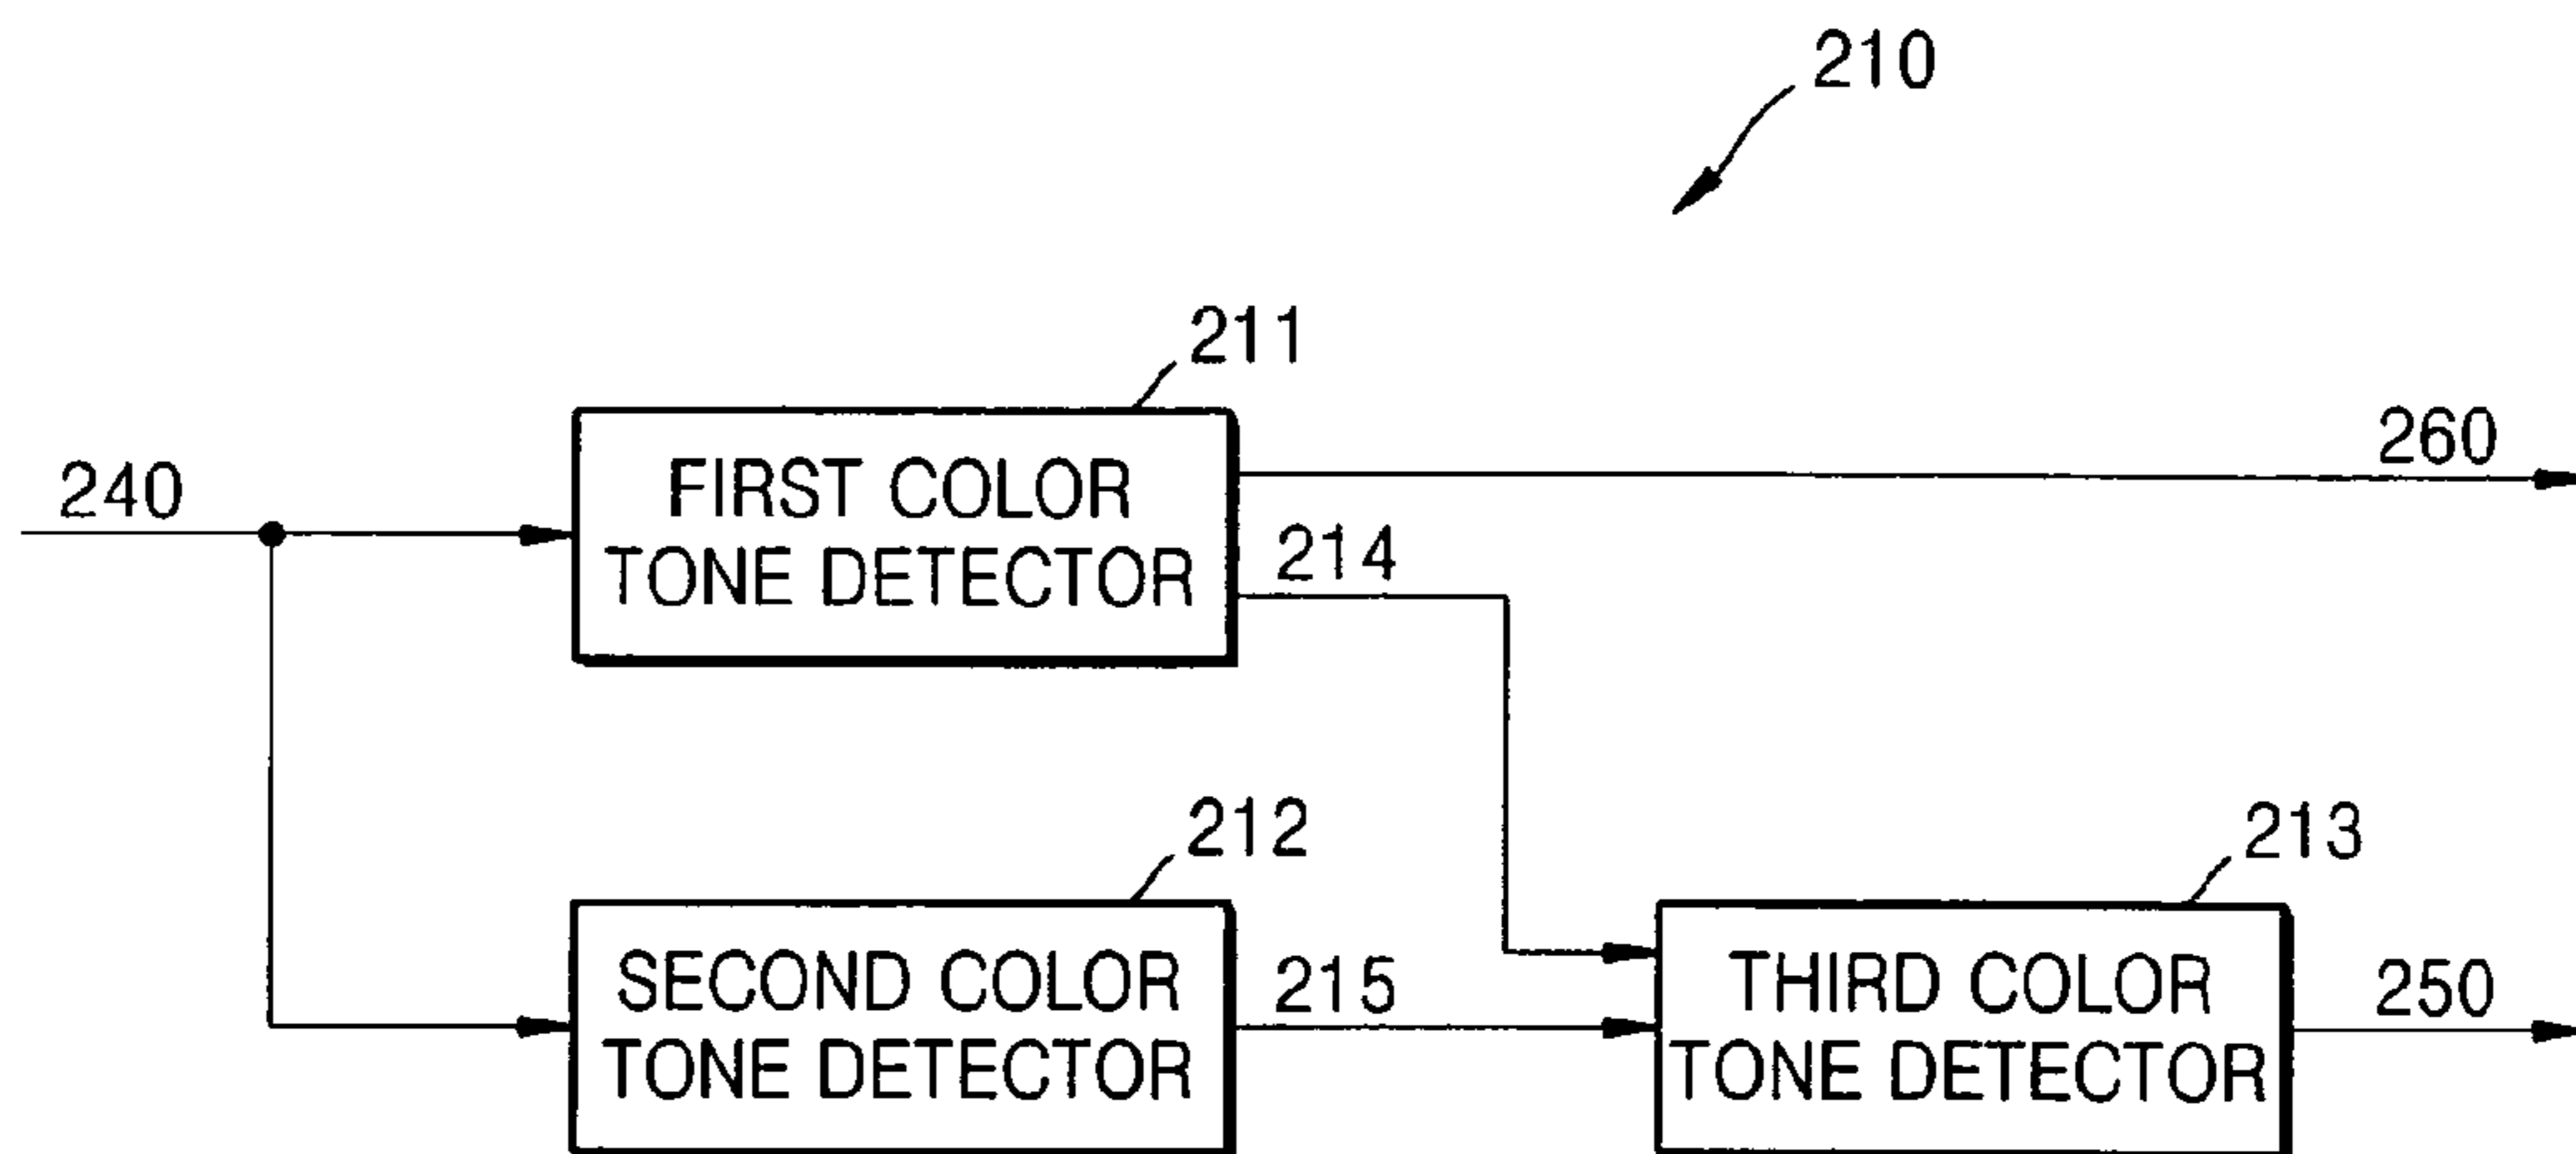 210
211
240
FIRST COLOR
TONE DETECTOR
260
214
212
213
SECOND COLOR
TONE DETECTOR
215
THIRD COLOR
TONE DETECTOR
250